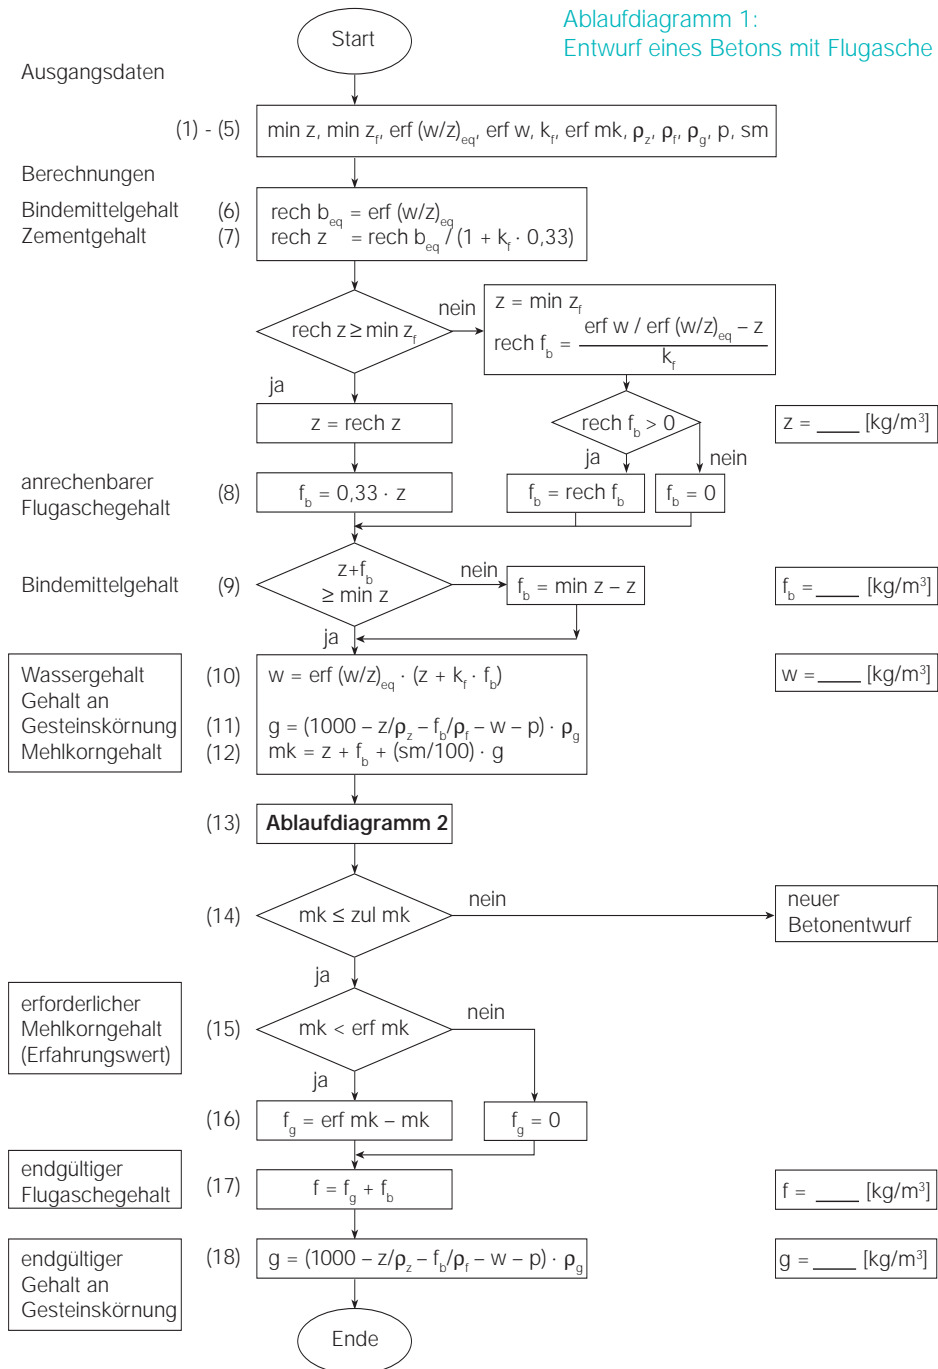 Ablaufdiagramm 1:
Entwurf eines Betons mit Flugasche
Start
Ausgangsdaten
(1) - (5)
min z, min z_f, erf (w/z)_eq, erf w, k_f, erf mk, ρ_z, ρ_f, ρ_g, p, sm
Berechnungen
Bindemittelgehalt (6) rech b_eq = erf (w/z)_eq
Zementgehalt (7) rech z = rech b_eq / (1 + k_f · 0,33)
rech z ≥ min z_f
nein
z = min z_f
rech f_b = erf w / erf (w/z)_eq – z
k_f
ja
z = rech z
rech f_b > 0
z = ____ [kg/m³]
ja
nein
anrechenbarer
Flugaschegehalt
(8)
f_b = 0,33 · z
f_b = rech f_b
f_b = 0
Bindemittelgehalt (9)
z+f_b
≥ min z
nein
f_b = min z – z
f_b = ____ [kg/m³]
ja
Wassergehalt (10) w = erf (w/z)_eq · (z + k_f · f_b)
w = ____ [kg/m³]
Gehalt an
Gesteinskörnung (11) g = (1000 – z/ρ_z – f_b/ρ_f – w – p) · ρ_g
Mehlkorngehalt (12) mk = z + f_b + (sm/100) · g
(13) Ablaufdiagramm 2
(14) mk ≤ zul mk
nein
neuer
Betonentwurf
ja
erforderlicher
Mehlkorngehalt
(Erfahrungswert)
(15) mk < erf mk
nein
ja
(16) f_g = erf mk – mk
f_g = 0
endgültiger
Flugaschegehalt
(17) f = f_g + f_b
f = ____ [kg/m³]
endgültiger
Gehalt an
Gesteinskörnung
(18) g = (1000 – z/ρ_z – f_b/ρ_f – w – p) · ρ_g
g = ____ [kg/m³]
Ende